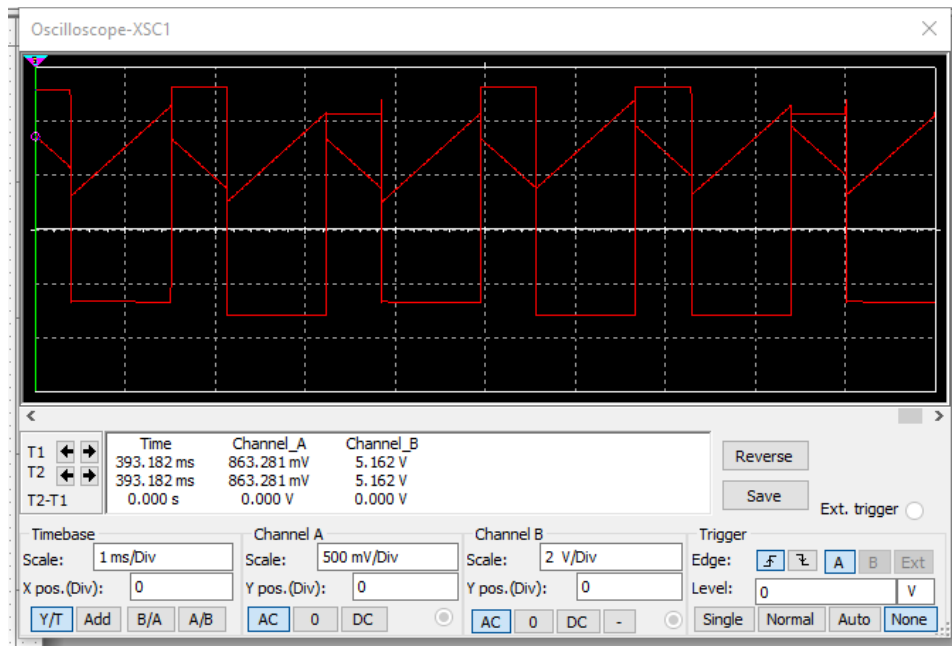 Oscilloscope-XSC1
Time Channel_A Channel_B
T1 393.182 ms 863.281 mV 5.162 V
T2 393.182 ms 863.281 mV 5.162 V
T2-T1 0.000 s 0.000 V 0.000 V
Reverse
Save
Ext. trigger
Timebase
Scale: 1 ms/Div
X pos.(Div): 0
Y/T Add B/A A/B
Channel A
Scale: 500 mV/Div
Y pos.(Div): 0
AC 0 DC
Channel B
Scale: 2 V/Div
Y pos.(Div): 0
AC 0 DC -
Trigger
Edge: A B Ext
Level: 0 V
Single Normal Auto None